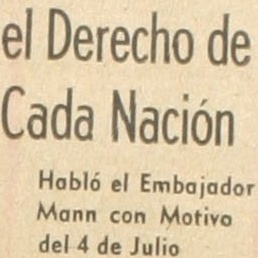 el Derecho de
Cada Nación
Habló el Embajador
Mann con Motivo
del 4 de Julio